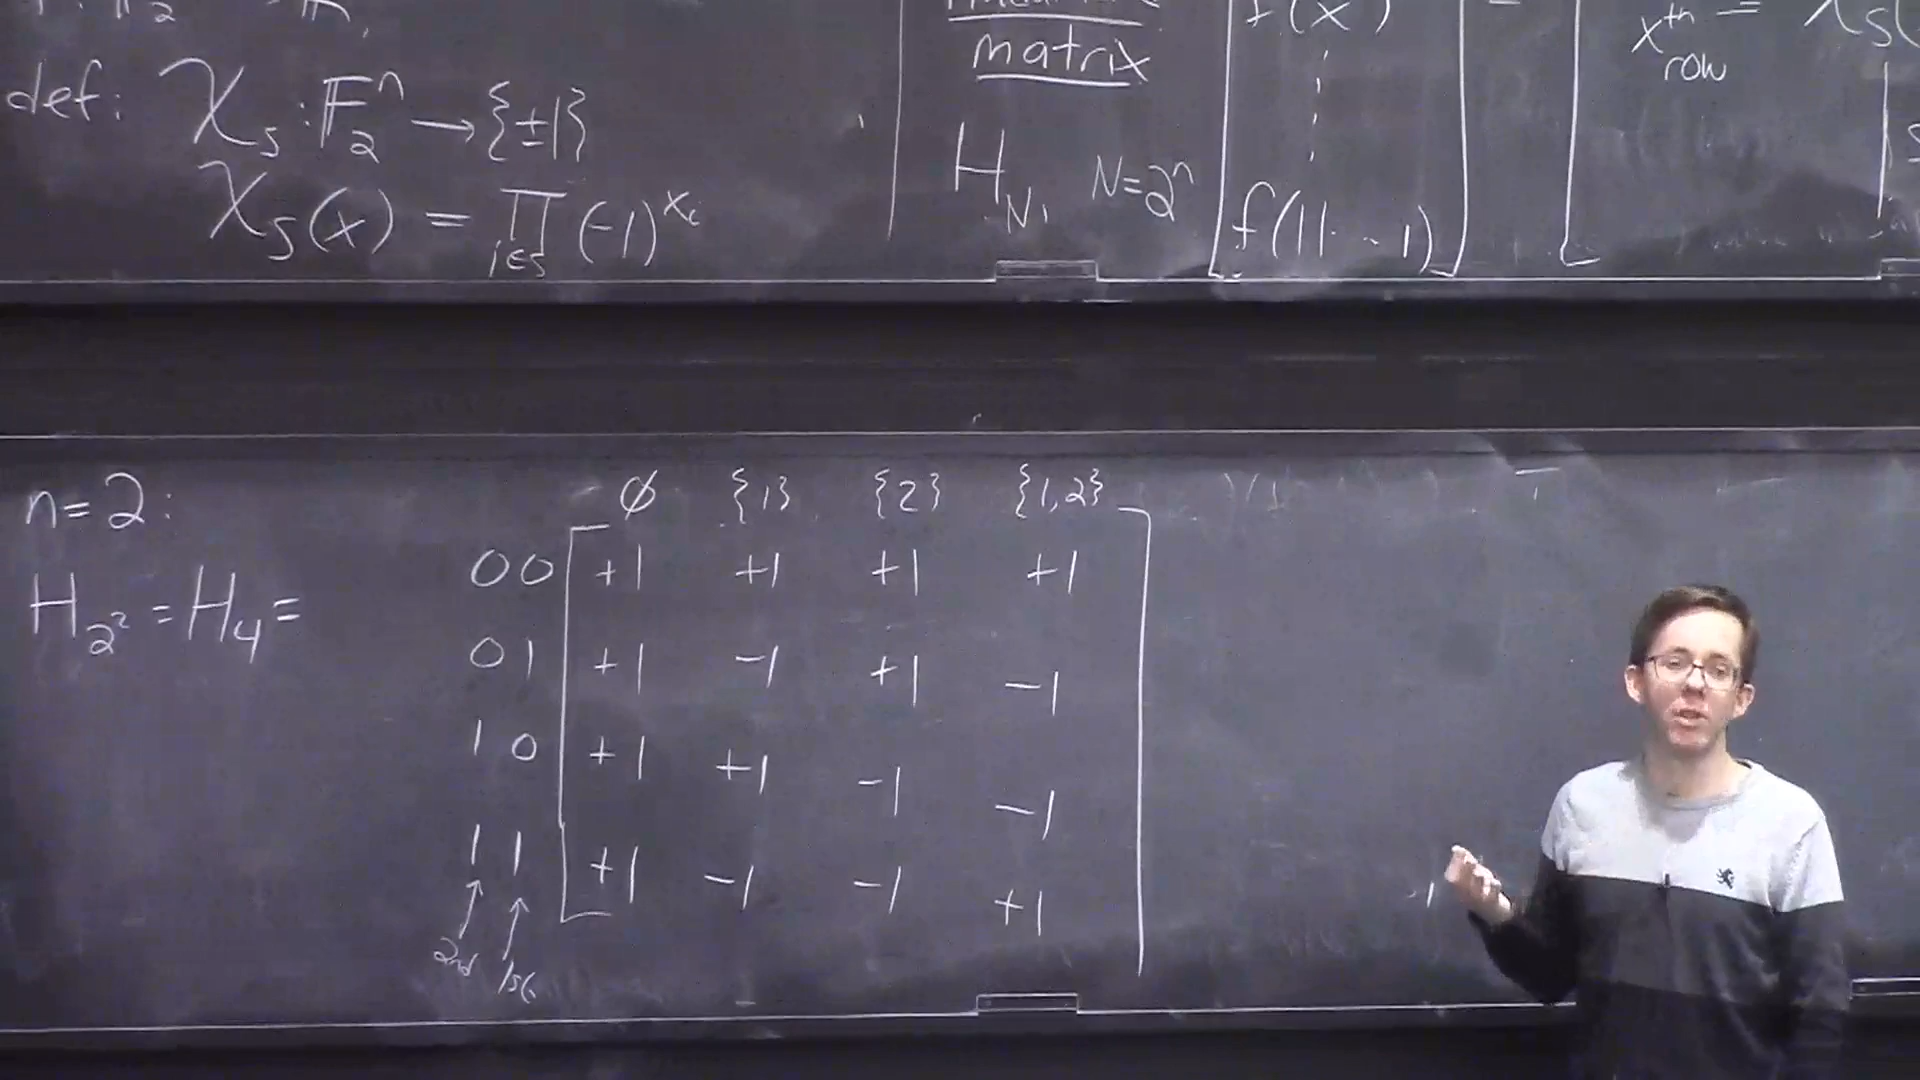 def: χ_S : F_2^n → {±1}
χ_S(x) = ∏_{i∈S} (-1)^{x_i}
matrix
H_N, N=2^n
f(x)
f(11---1)
x^th = χ_S(
row
n=2:
H_{2^2} = H_4 =
∅ {1} {2} {1,2}
00 +1 +1 +1 +1
01 +1 -1 +1 -1
10 +1 +1 -1 -1
11 +1 -1 -1 +1
2nd 1st